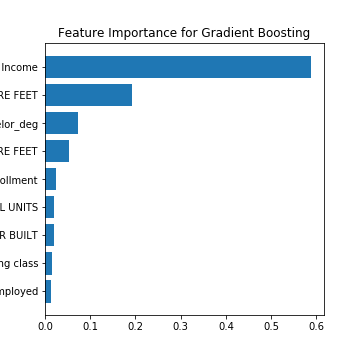 Feature Importance for Gradient Boosting
Income
RE FEET
elor_deg
RE FEET
ollment
L UNITS
R BUILT
ng class
mployed
0.0 0.1 0.2 0.3 0.4 0.5 0.6